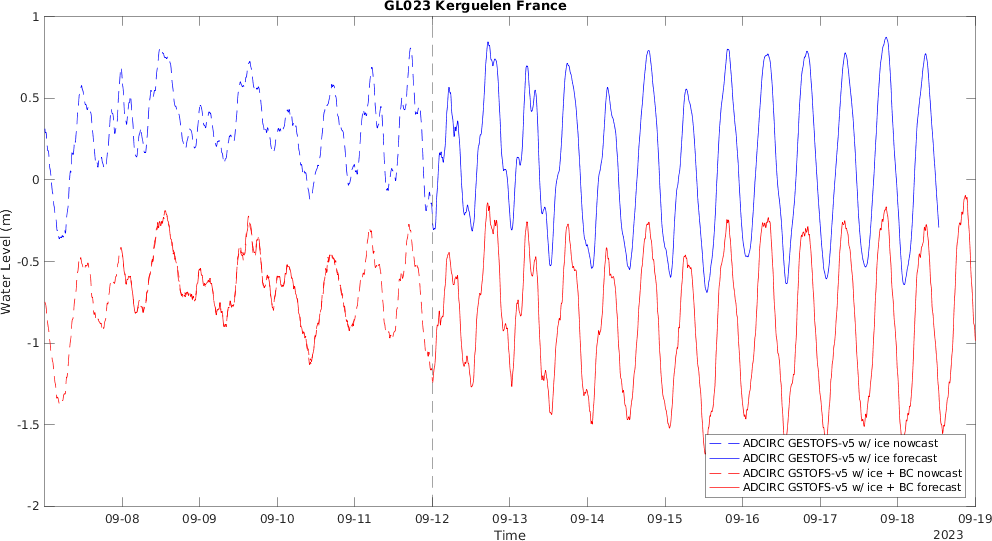 GL023 Kerguelen France
1
0.5
0
-0.5
-1
-1.5
-2
Water Level (m)
ADCIRC GESTOFS-v5 w/ ice nowcast
ADCIRC GESTOFS-v5 w/ ice forecast
ADCIRC GSTOFS-v5 w/ ice + BC nowcast
ADCIRC GSTOFS-v5 w/ ice + BC forecast
09-08 09-09 09-10 09-11 09-12 09-13 09-14 09-15 09-16 09-17 09-18 09-19
Time
2023